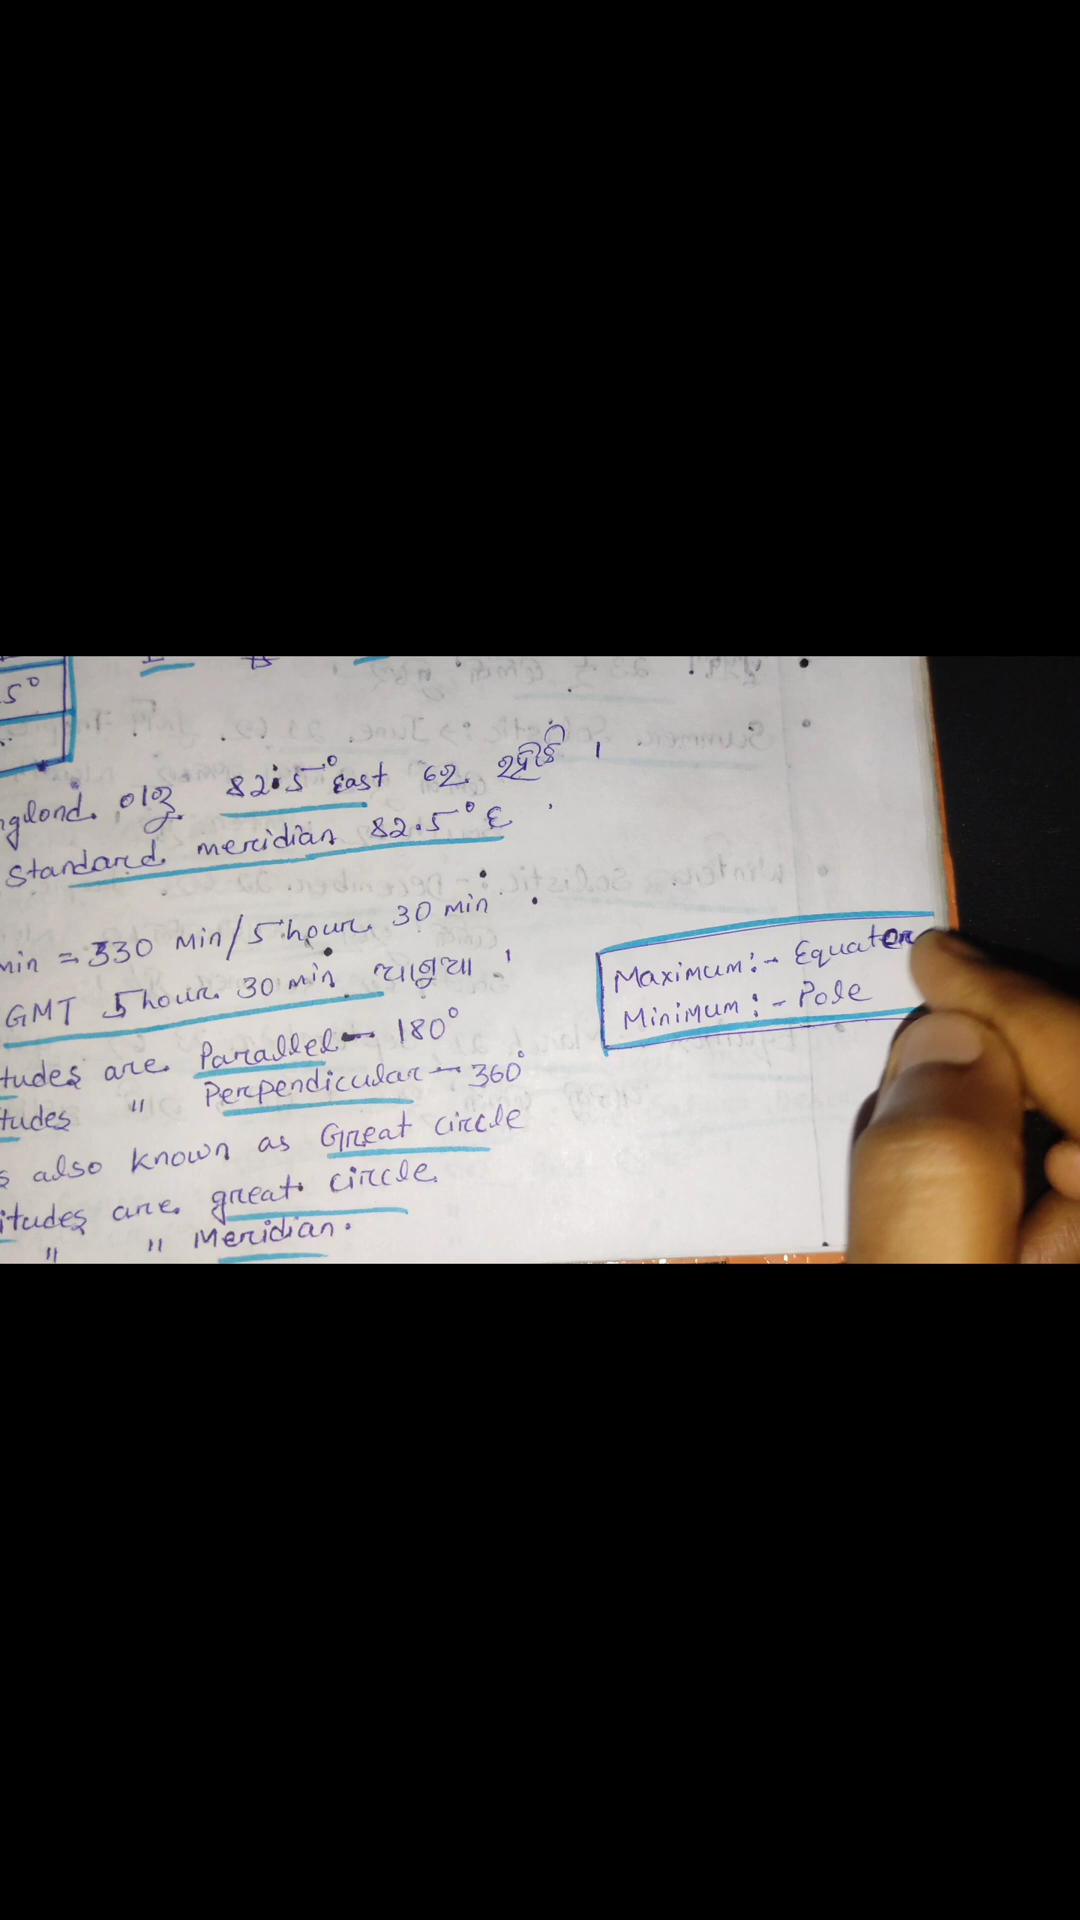 .5°
ngland. ଠାରୁ 82.5° East ରେ ଅଛି ।
Standard meridian 82.5° E
min = 330 Min/5 hour 30 min
GMT 5 hour 30 min
Maximum:- Equator
Minimum:- Pole
tudes are Parallel - 180°
tudes " Perpendicular - 360°
s also known as Great circle
itudes are great circle.
" " Meridian.